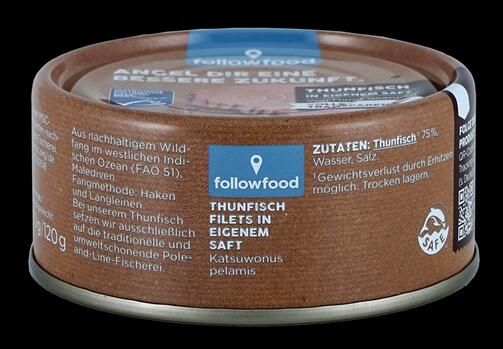 followfood
ANGEL DIR EINE
BESSERE ZUKUNFT.
THUNFISCH
IN EIGENEM SAFT
MSC
Aus nachhaltigem Wild-
fang im westlichen Indi-
schen Ozean (FAO 51),
Malediven.
Fangmethode: Haken
und Langleinen.
Bei unserem Thunfisch
setzen wir ausschließlich
auf die traditionelle und
umweltschonende Pole-
and-Line-Fischerei.
120g
followfood
THUNFISCH
FILETS IN
EIGENEM
SAFT
Katsuwonus
pelamis
ZUTATEN: Thunfisch¹ 75%,
Wasser, Salz.
¹Gewichtsverlust durch Erhitzen
möglich. Trocken lagern.
SAFE